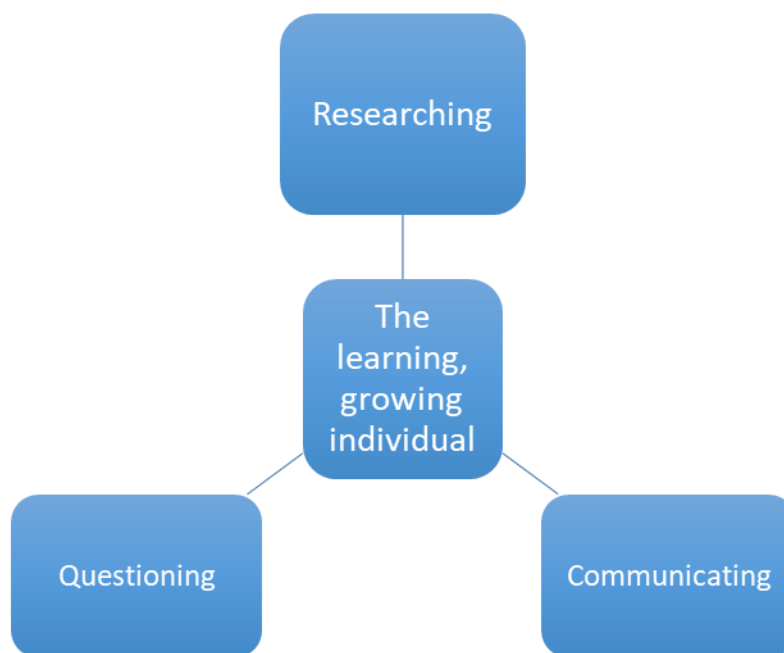 Researching
The
learning,
growing
individual
Questioning
Communicating